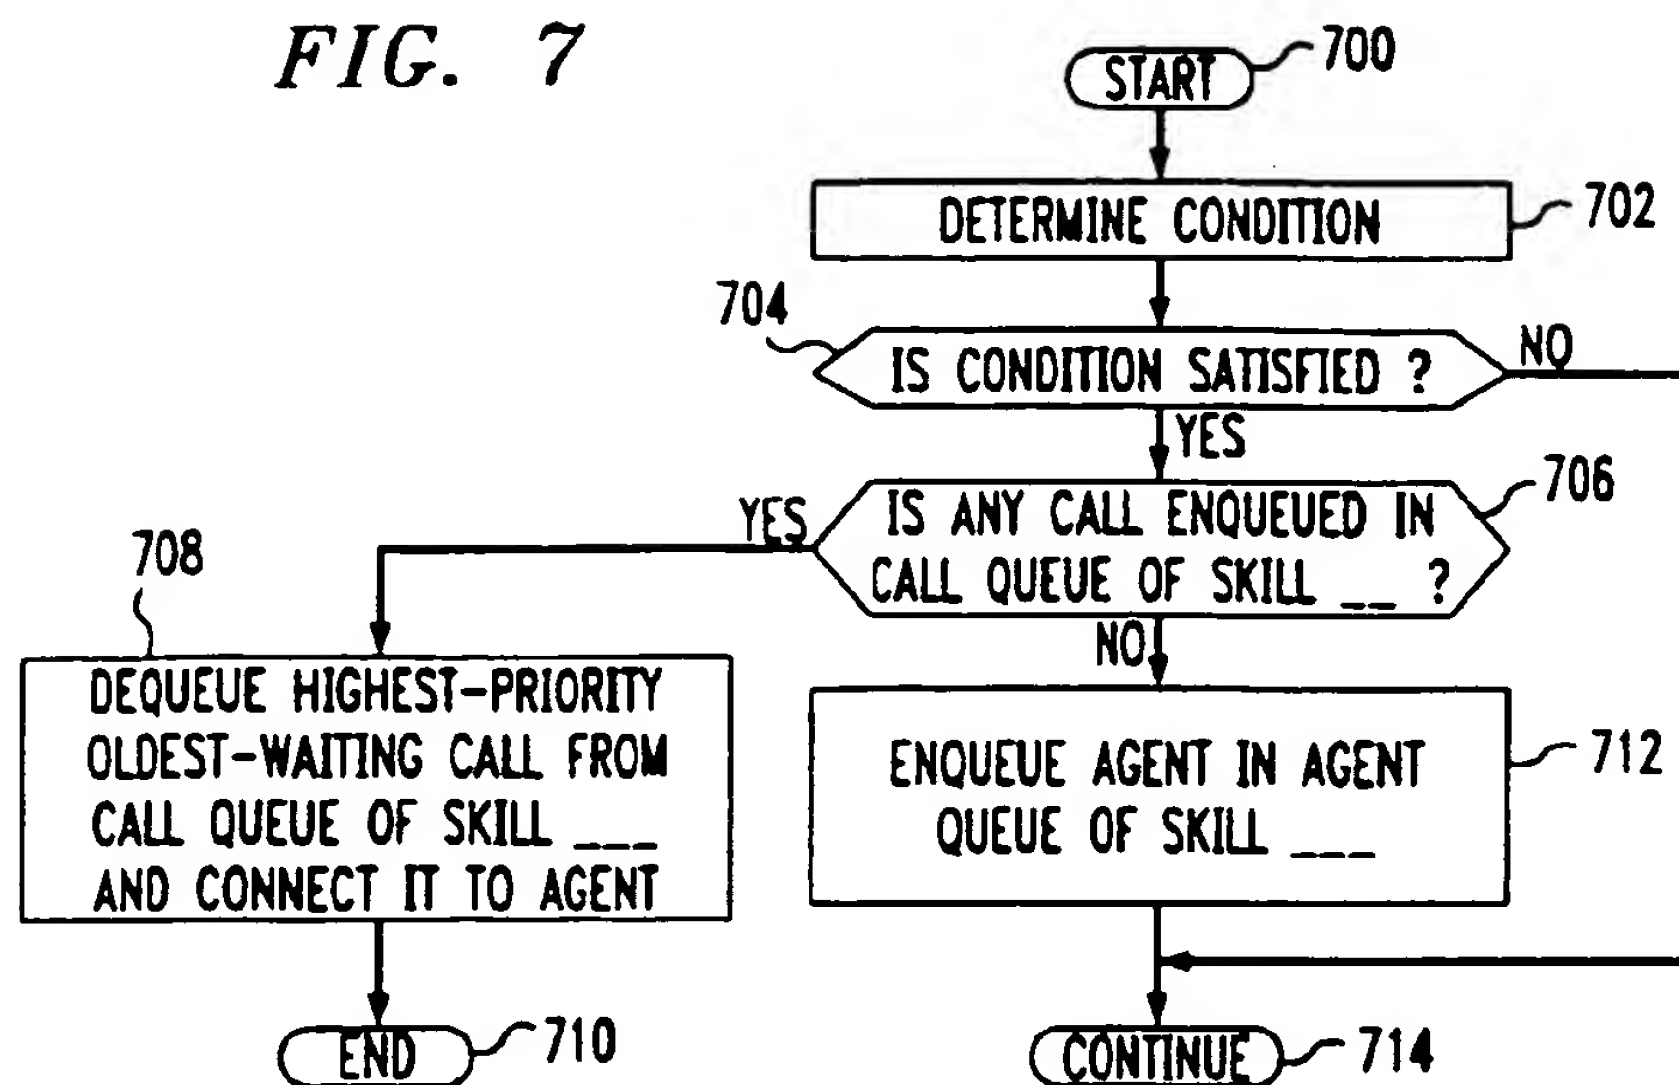 FIG. 7
START
700
DETERMINE CONDITION
702
704
IS CONDITION SATISFIED ?
NO
YES
706
IS ANY CALL ENQUEUED IN
CALL QUEUE OF SKILL __ ?
YES
NO
708
DEQUEUE HIGHEST-PRIORITY
OLDEST-WAITING CALL FROM
CALL QUEUE OF SKILL ___
AND CONNECT IT TO AGENT
ENQUEUE AGENT IN AGENT
QUEUE OF SKILL ___
712
END
710
CONTINUE
714